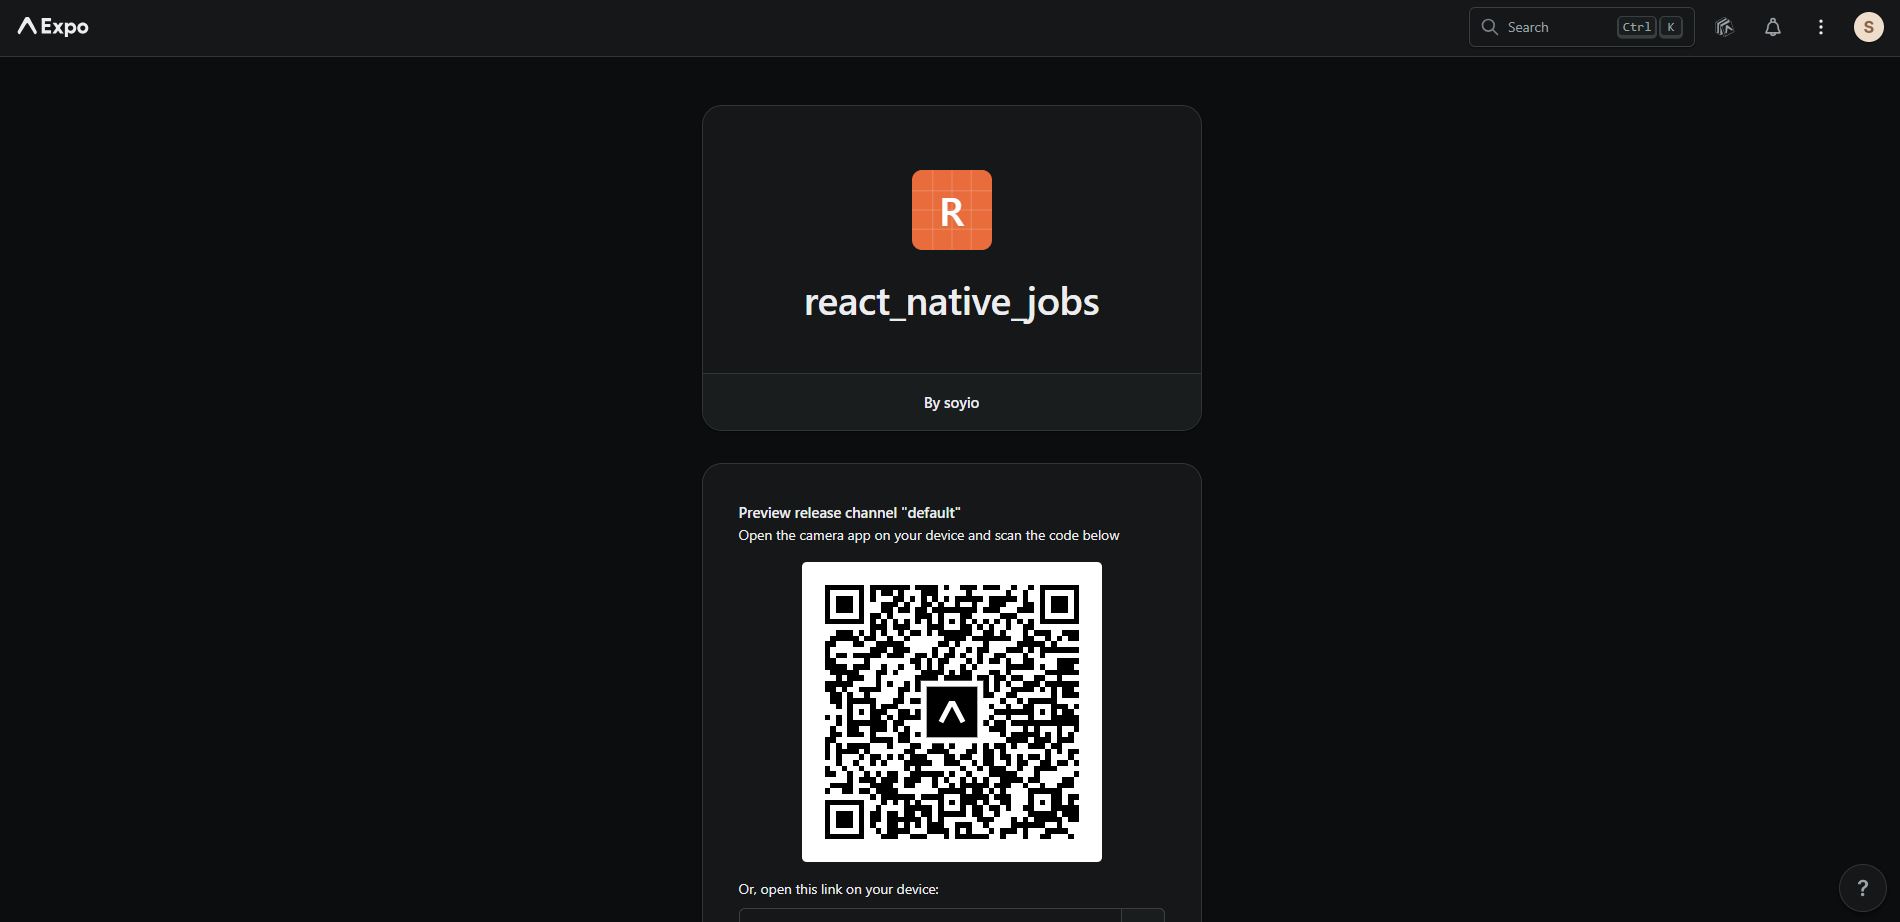 Expo
Search
Ctrl K
S
R
react_native_jobs
By soyio
Preview release channel "default"
Open the camera app on your device and scan the code below
Or, open this link on your device:
?